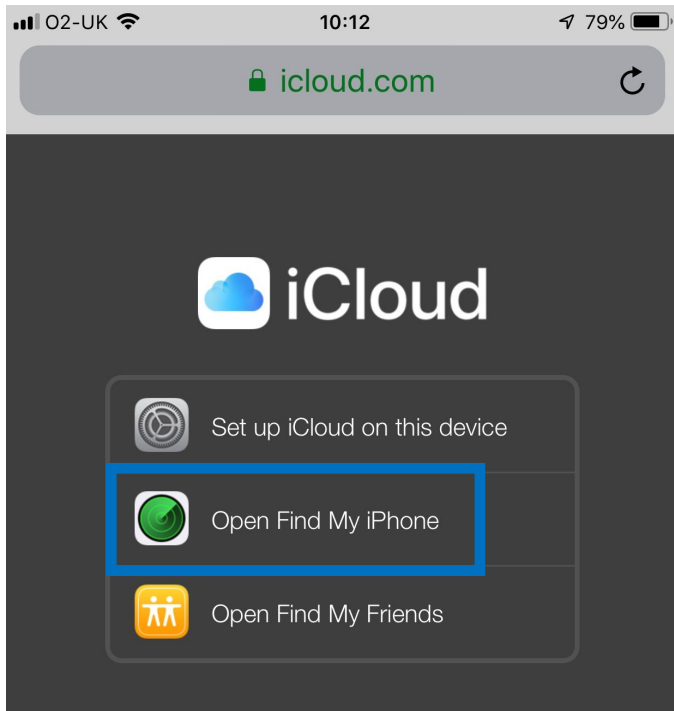 O2-UK 10:12 79%
icloud.com
iCloud
Set up iCloud on this device
Open Find My iPhone
Open Find My Friends